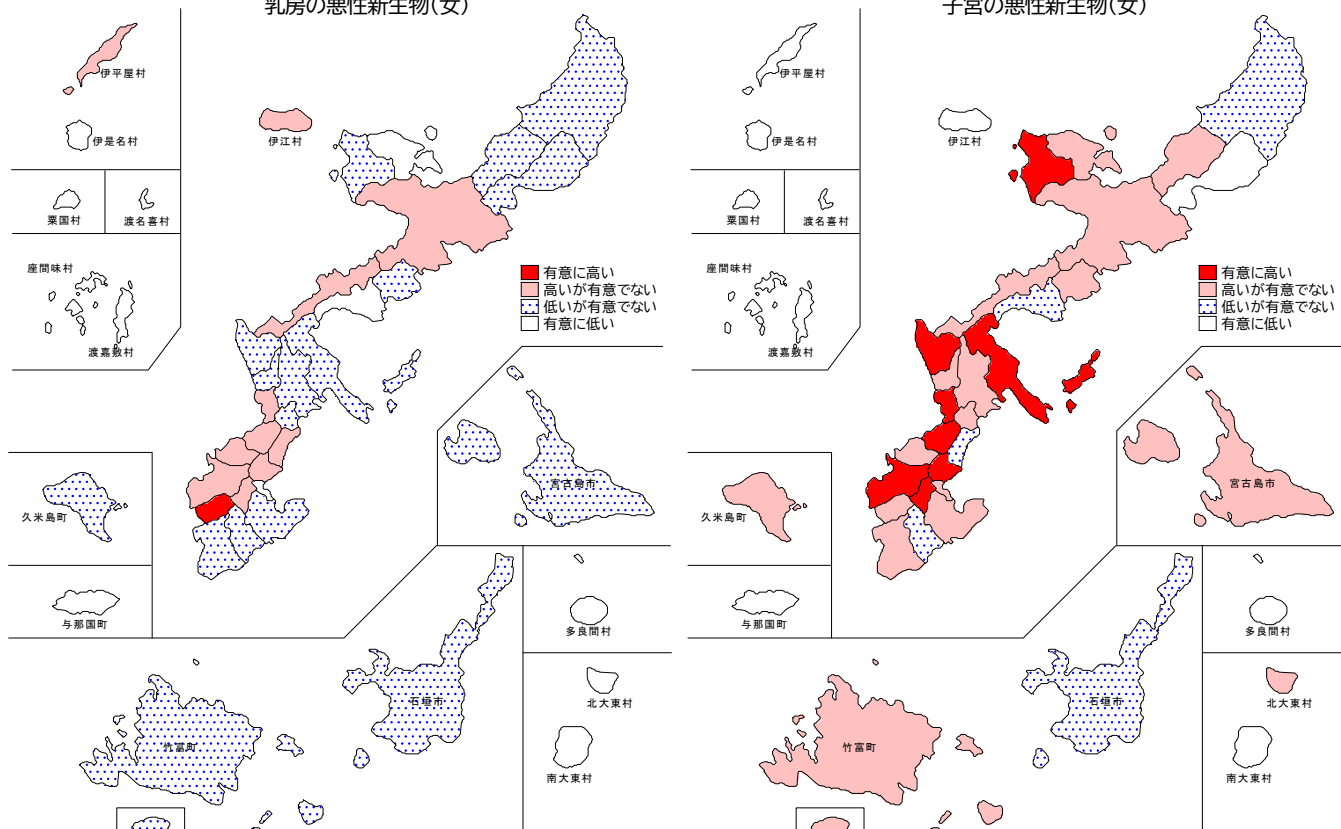 乳房の悪性新生物(女)
伊平屋村
伊是名村
伊江村
粟国村
渡名喜村
座間味村
渡嘉敷村
有意に高い
高いが有意でない
低いが有意でない
有意に低い
久米島町
宮古島市
与那国町
多良間村
石垣市
北大東村
竹富町
南大東村
子宮の悪性新生物(女)
伊平屋村
伊是名村
伊江村
粟国村
渡名喜村
座間味村
渡嘉敷村
有意に高い
高いが有意でない
低いが有意でない
有意に低い
久米島町
宮古島市
与那国町
多良間村
石垣市
北大東村
竹富町
南大東村